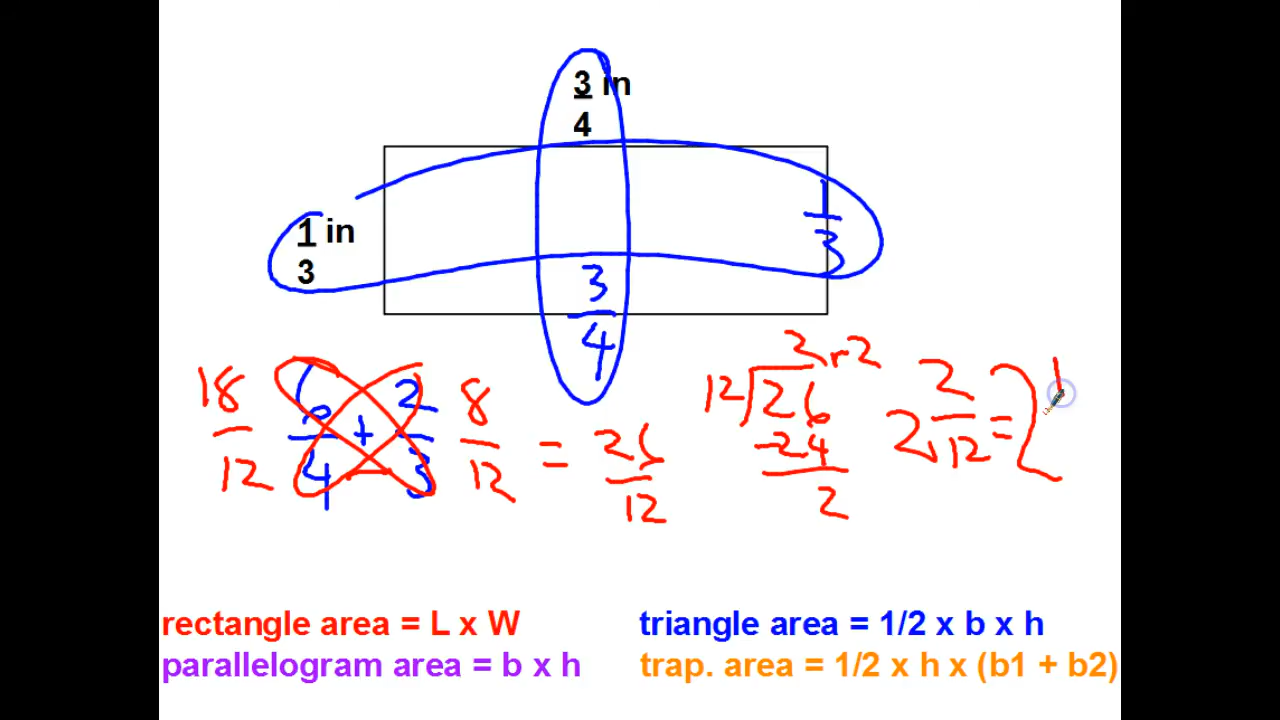 3 in
4
1 in
3
1
3
3
4
18/12 6/4 + 2/3 8/12 = 26/12
2 r2
12 26
-24
2
2 2/12 = 2 1
rectangle area = L x W
triangle area = 1/2 x b x h
parallelogram area = b x h
trap. area = 1/2 x h x (b1 + b2)